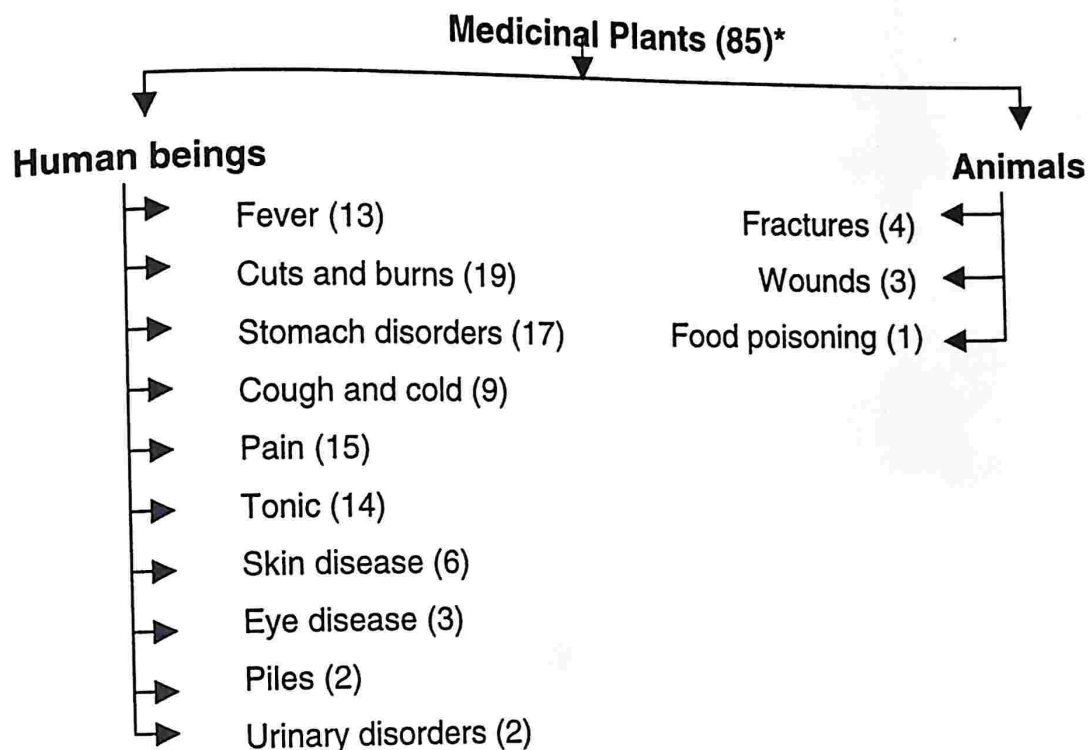 Medicinal Plants (85)*
Human beings
Fever (13)
Cuts and burns (19)
Stomach disorders (17)
Cough and cold (9)
Pain (15)
Tonic (14)
Skin disease (6)
Eye disease (3)
Piles (2)
Urinary disorders (2)
Animals
Fractures (4)
Wounds (3)
Food poisoning (1)